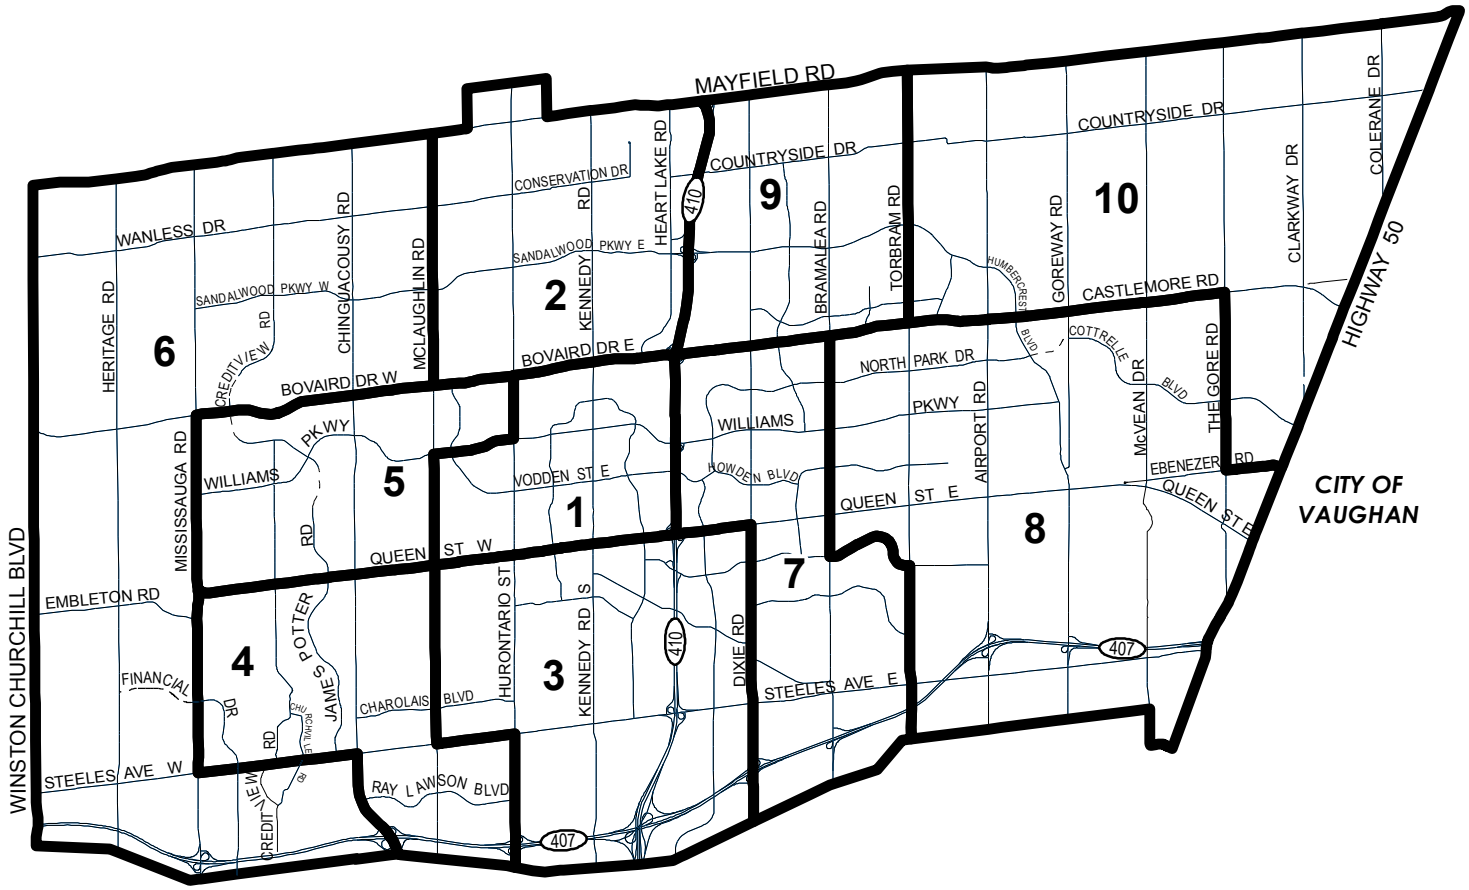 MAYFIELD RD
COUNTRYSIDE DR
COLERANE DR
CONSERVATION DR
HEART LAKE RD
COUNTRYSIDE DR
CLARKWAY DR
9
10
RD
410
WANLESS DR
CHINGUACOUSY RD
BRAMALEA RD
TORBRAM RD
GOREWAY RD
HIGHWAY 50
MCLAUGHLIN RD
SANDALWOOD PKWY E
HUMBERCREST
BLVD
HERITAGE RD
SANDALWOOD PKWY W
2
KENNEDY
CASTLEMORE RD
RD
6
CREDITVIEW
BOVAIRD DR W
BOVAIRD DR E
NORTH PARK DR
COTTRELLE
BLVD
THE GORE RD
McVEAN DR
AIRPORT RD
PKWY
WILLIAMS
PKWY
MISSISSAUGA RD
WILLIAMS
5
VODDEN ST E
HOWDEN BLVD
EBENEZER RD
QUEEN ST E
QUEEN ST E
CITY OF
VAUGHAN
1
8
RD
QUEEN ST W
WINSTON CHURCHILL BLVD
7
EMBLETON RD
HURONTARIO ST
KENNEDY RD S
JAMES POTTER
410
DIXIE RD
407
4
3
FINANCIAL
DR
CHAROLAIS BLVD
STEELES AVE E
CHURCHVILLE
RD
RD
STEELES AVE W
CREDITVIEW
RAY LAWSON BLVD
407